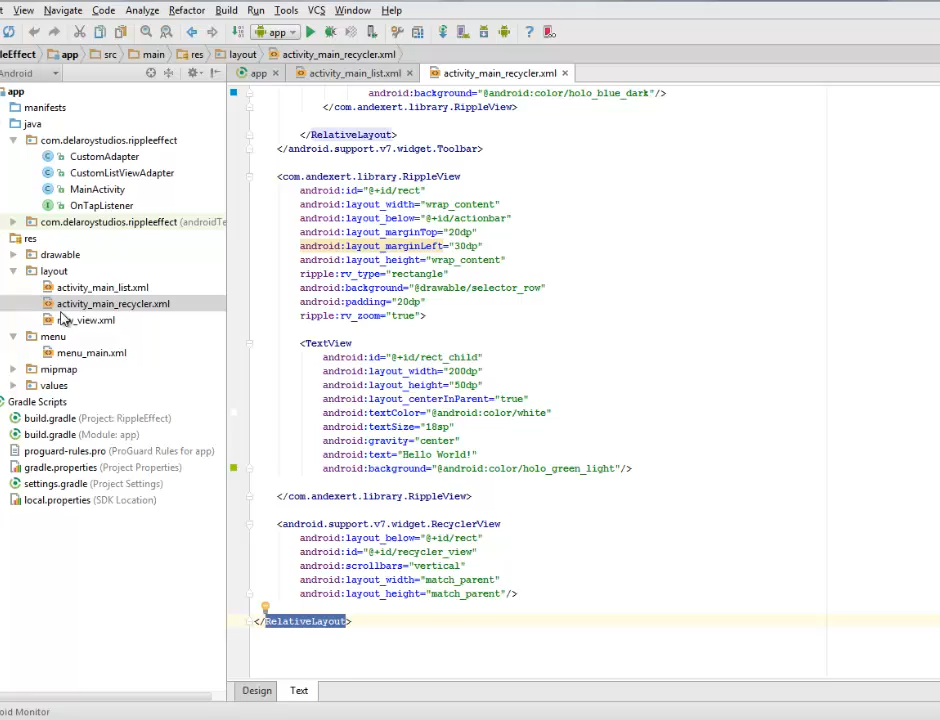 View Navigate Code Analyze Refactor Build Run Tools VCS Window Help
app
pleEffect app src main res layout activity_main_recycler.xml
Android
app activity_main_list.xml activity_main_recycler.xml
app
manifests
java
com.delaroystudios.rippleeffect
CustomAdapter
CustomListViewAdapter
MainActivity
OnTapListener
com.delaroystudios.rippleeffect (androidTe
res
drawable
layout
activity_main_list.xml
activity_main_recycler.xml
menu
menu_main.xml
mipmap
values
Gradle Scripts
build.gradle (Project: RippleEffect)
build.gradle (Module: app)
proguard-rules.pro (ProGuard Rules for app)
gradle.properties (Project Properties)
settings.gradle (Project Settings)
local.properties (SDK Location)
android:background="@android:color/holo_blue_dark"/>
</com.andexert.library.RippleView>
</RelativeLayout>
</android.support.v7.widget.Toolbar>
<com.andexert.library.RippleView
android:id="@+id/rect"
android:layout_width="wrap_content"
android:layout_below="@+id/actionbar"
android:layout_marginTop="20dp"
android:layout_marginLeft="30dp"
android:layout_height="wrap_content"
ripple:rv_type="rectangle"
android:background="@drawable/selector_row"
android:padding="20dp"
ripple:rv_zoom="true">
<TextView
android:id="@+id/rect_child"
android:layout_width="200dp"
android:layout_height="50dp"
android:layout_centerInParent="true"
android:textColor="@android:color/white"
android:textSize="18sp"
android:gravity="center"
android:text="Hello World!"
android:background="@android:color/holo_green_light"/>
</com.andexert.library.RippleView>
<android.support.v7.widget.RecyclerView
android:layout_below="@+id/rect"
android:id="@+id/recycler_view"
android:scrollbars="vertical"
android:layout_width="match_parent"
android:layout_height="match_parent"/>
</RelativeLayout>
Design Text
oid Monitor